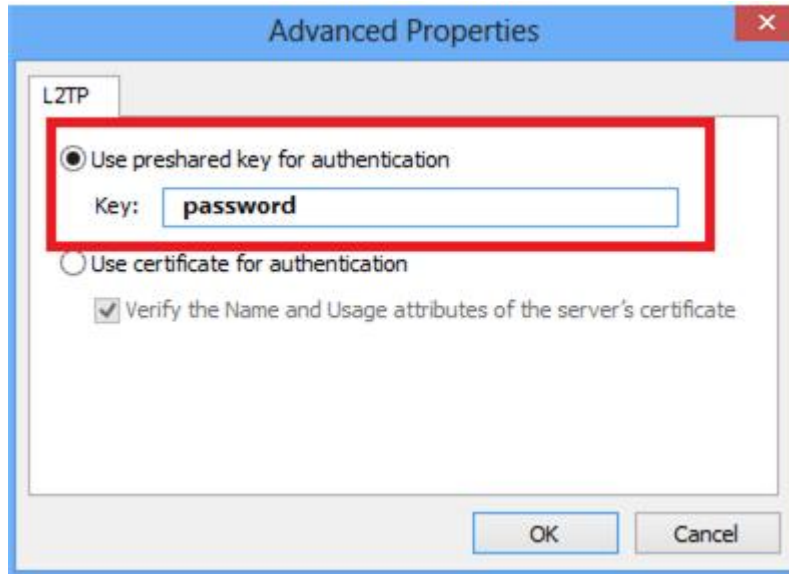 Advanced Properties
L2TP
Use preshared key for authentication
Key: password
Use certificate for authentication
Verify the Name and Usage attributes of the server's certificate
OK Cancel